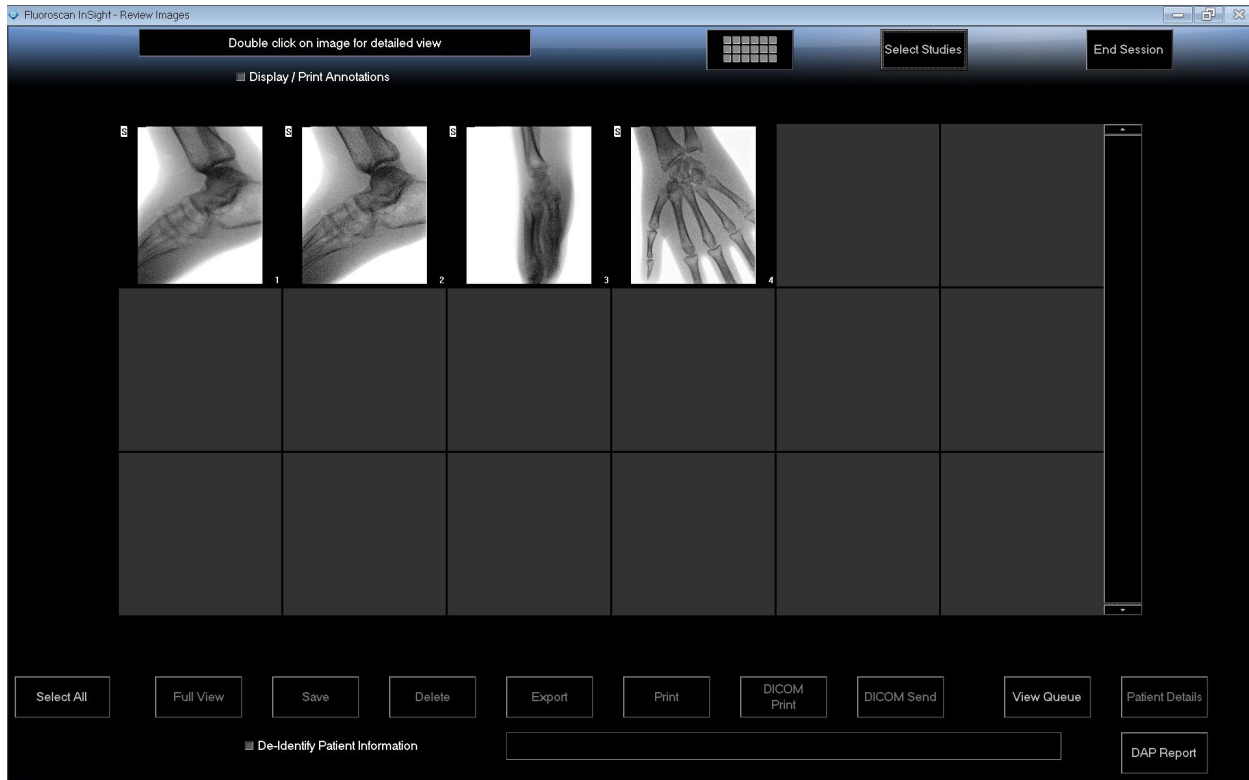 Fluoroscan InSight - Review Images
Double click on image for detailed view
Select Studies
End Session
Display / Print Annotations
S
S
S
S
1
2
3
4
Select All
Full View
Save
Delete
Export
Print
DICOM
Print
DICOM Send
View Queue
Patient Details
De-Identify Patient Information
DAP Report